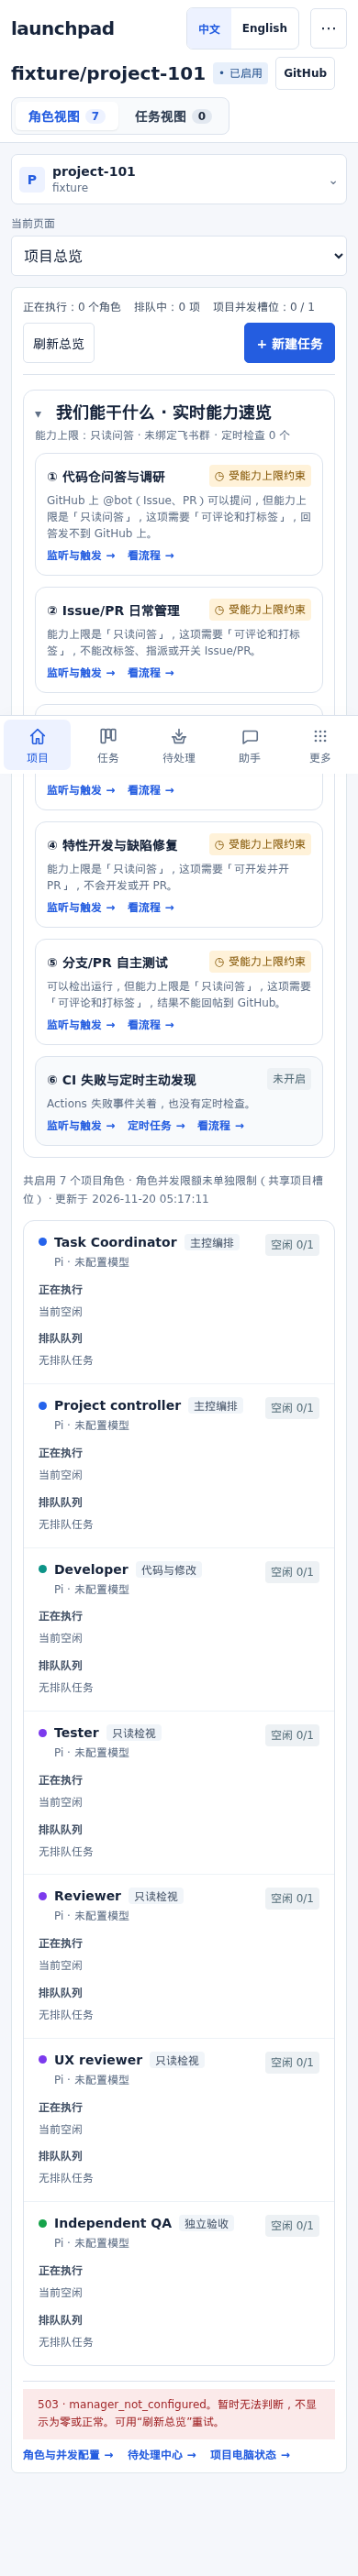 launchpad
中文 English ···
fixture/project-101 • 已启用 GitHub
角色视图 7 任务视图 0
P project-101
fixture
当前页面
项目总览
正在执行：0 个角色 排队中：0 项 项目并发槽位：0 / 1
刷新总览 + 新建任务
▾ 我们能干什么 · 实时能力速览
能力上限：只读问答 · 未绑定飞书群 · 定时检查 0 个
① 代码仓问答与调研 ◷ 受能力上限约束
GitHub 上 @bot（Issue、PR）可以提问，但能力上
限是「只读问答」，这项需要「可评论和打标签」，回
答发不到 GitHub 上。
监听与触发 → 看流程 →
② Issue/PR 日常管理 ◷ 受能力上限约束
能力上限是「只读问答」，这项需要「可评论和打标
签」，不能改标签、指派或开关 Issue/PR。
监听与触发 → 看流程 →
项目 任务 待处理 助手 更多
监听与触发 → 看流程 →
④ 特性开发与缺陷修复 ◷ 受能力上限约束
能力上限是「只读问答」，这项需要「可开发并开
PR」，不会开发或开 PR。
监听与触发 → 看流程 →
⑤ 分支/PR 自主测试 ◷ 受能力上限约束
可以检出运行，但能力上限是「只读问答」，这项需要
「可评论和打标签」，结果不能回帖到 GitHub。
监听与触发 → 看流程 →
⑥ CI 失败与定时主动发现 未开启
Actions 失败事件关着，也没有定时检查。
监听与触发 → 定时任务 → 看流程 →
共启用 7 个项目角色 · 角色并发限额未单独限制（共享项目槽
位） · 更新于 2026-11-20 05:17:11
Task Coordinator 主控编排 空闲 0/1
Pi · 未配置模型
正在执行
当前空闲
排队队列
无排队任务
Project controller 主控编排 空闲 0/1
Pi · 未配置模型
正在执行
当前空闲
排队队列
无排队任务
Developer 代码与修改 空闲 0/1
Pi · 未配置模型
正在执行
当前空闲
排队队列
无排队任务
Tester 只读检视 空闲 0/1
Pi · 未配置模型
正在执行
当前空闲
排队队列
无排队任务
Reviewer 只读检视 空闲 0/1
Pi · 未配置模型
正在执行
当前空闲
排队队列
无排队任务
UX reviewer 只读检视 空闲 0/1
Pi · 未配置模型
正在执行
当前空闲
排队队列
无排队任务
Independent QA 独立验收 空闲 0/1
Pi · 未配置模型
正在执行
当前空闲
排队队列
无排队任务
503 · manager_not_configured。暂时无法判断，不显
示为零或正常。可用“刷新总览”重试。
角色与并发配置 → 待处理中心 → 项目电脑状态 →